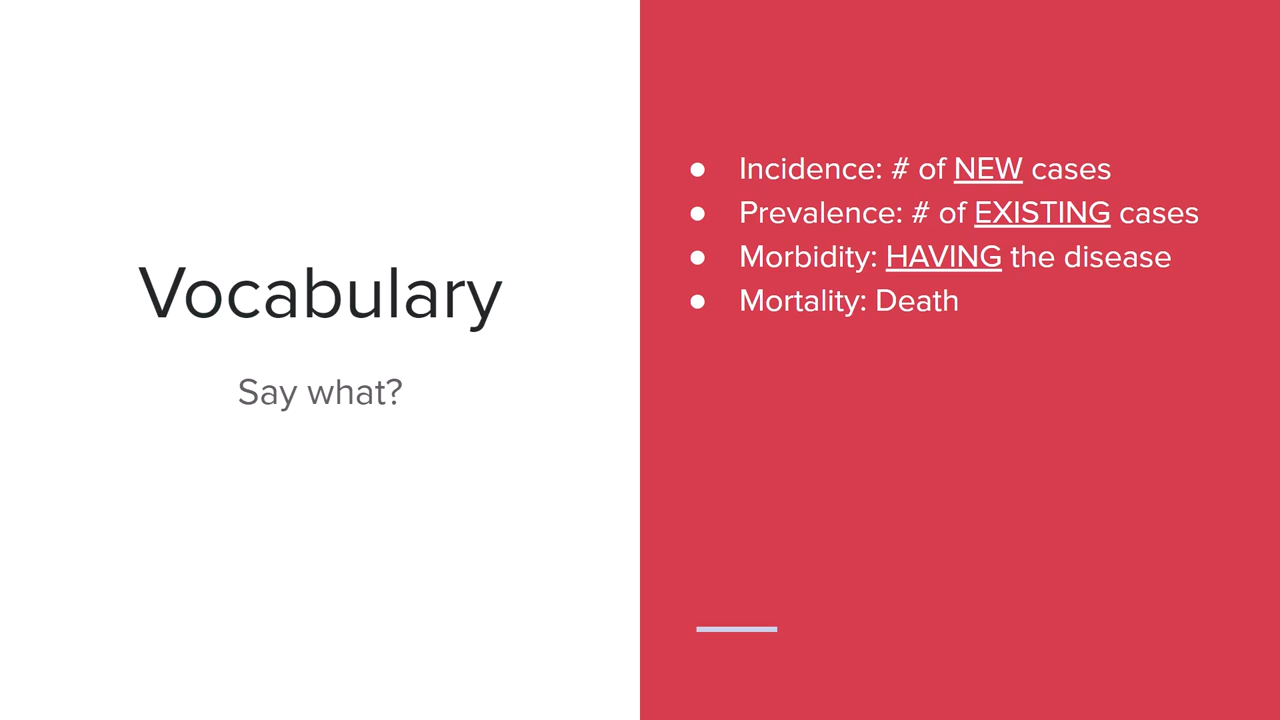 Vocabulary
Say what?
● Incidence: # of NEW cases
● Prevalence: # of EXISTING cases
● Morbidity: HAVING the disease
● Mortality: Death